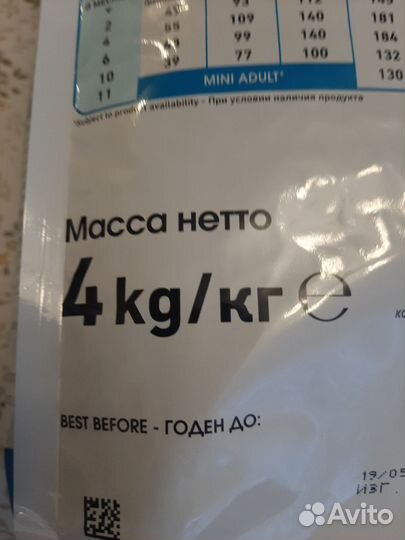 2 55 109 140 181
4 99 140 184
6 39 77 100 132
10 MINI ADULT* 130
11
*Subject to product availability - При условии наличия продукта
Масса нетто
4 kg/кг е
BEST BEFORE - ГОДЕН ДО:
19/05
ИЗГ.
Avito